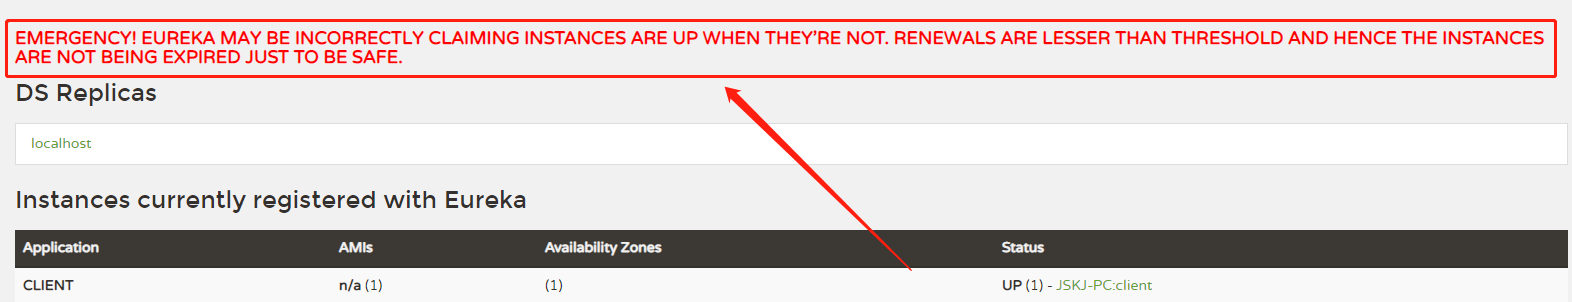 EMERGENCY! EUREKA MAY BE INCORRECTLY CLAIMING INSTANCES ARE UP WHEN THEY'RE NOT. RENEWALS ARE LESSER THAN THRESHOLD AND HENCE THE INSTANCES
ARE NOT BEING EXPIRED JUST TO BE SAFE.
DS Replicas
localhost
Instances currently registered with Eureka
Application AMIs Availability Zones Status
CLIENT n/a (1) (1) UP (1) - JSKJ-PC:client